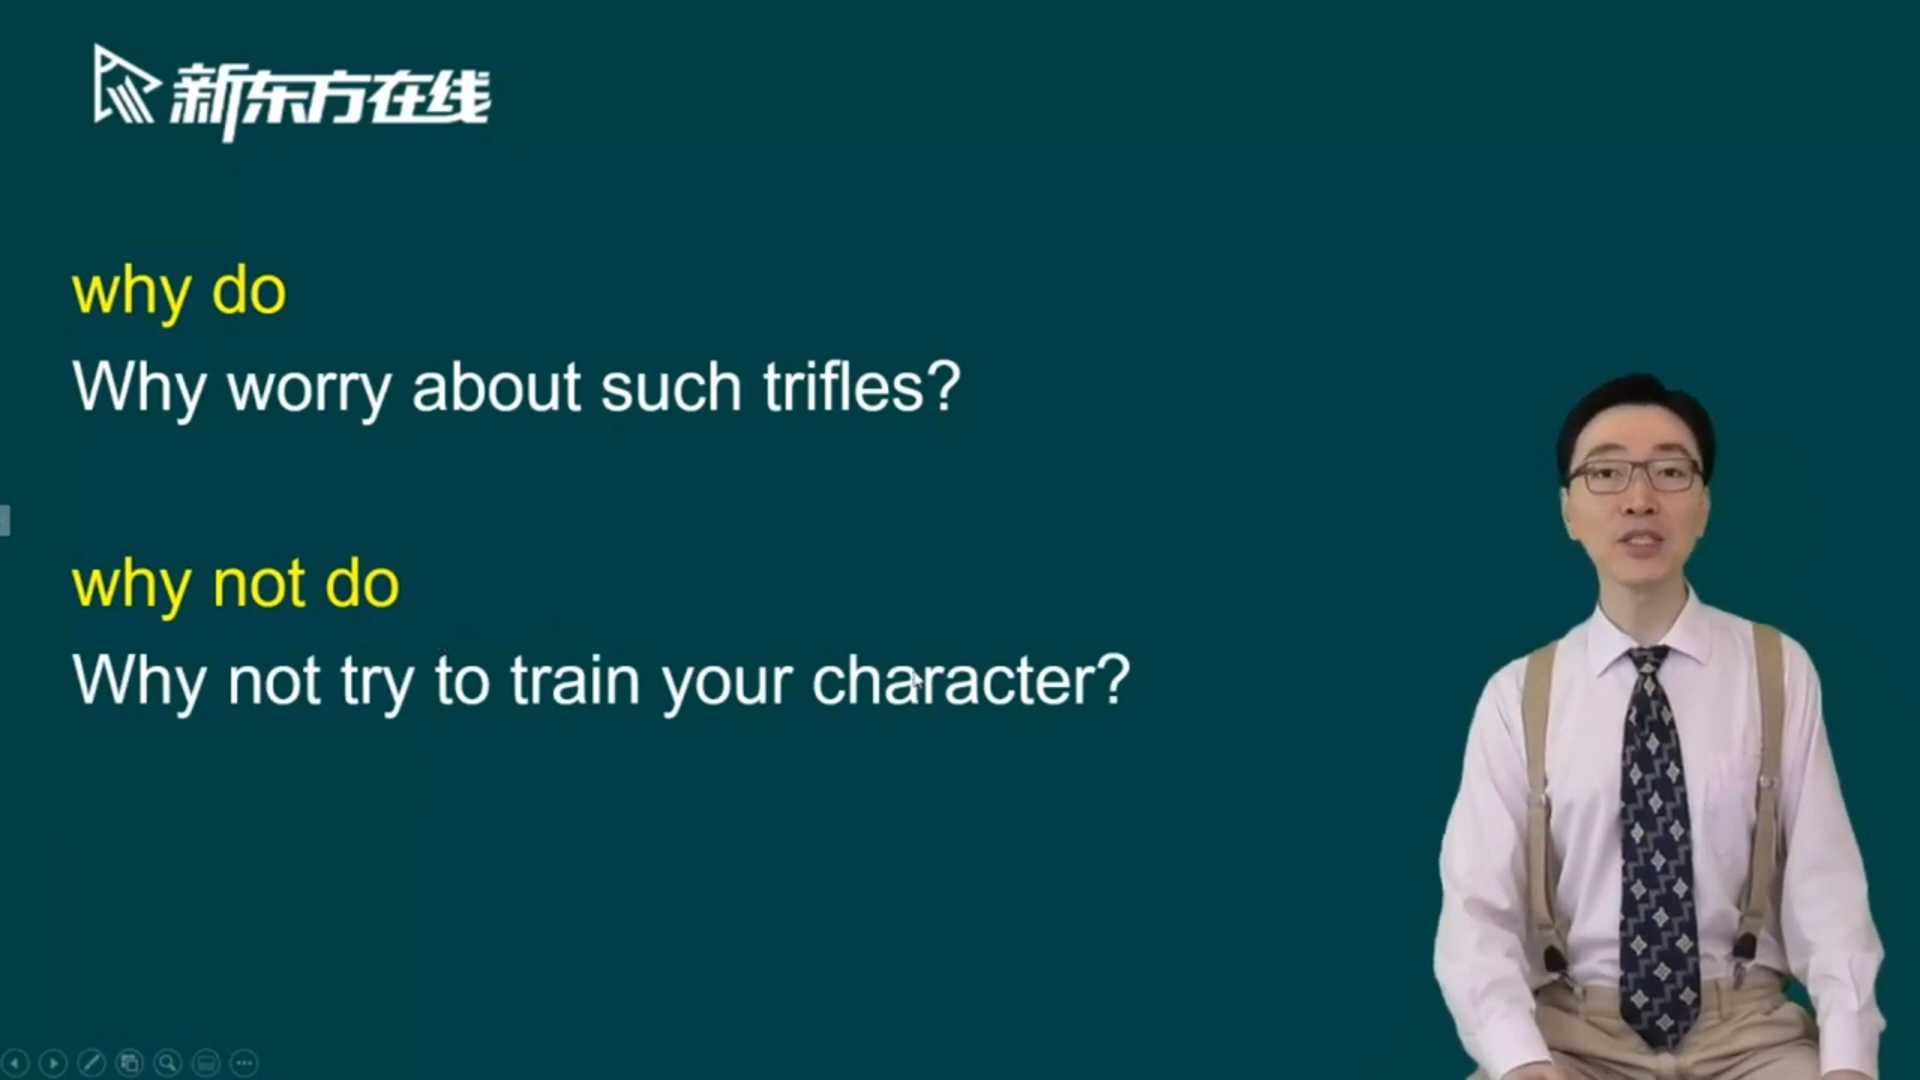 新东方在线
why do
Why worry about such trifles?
why not do
Why not try to train your character?